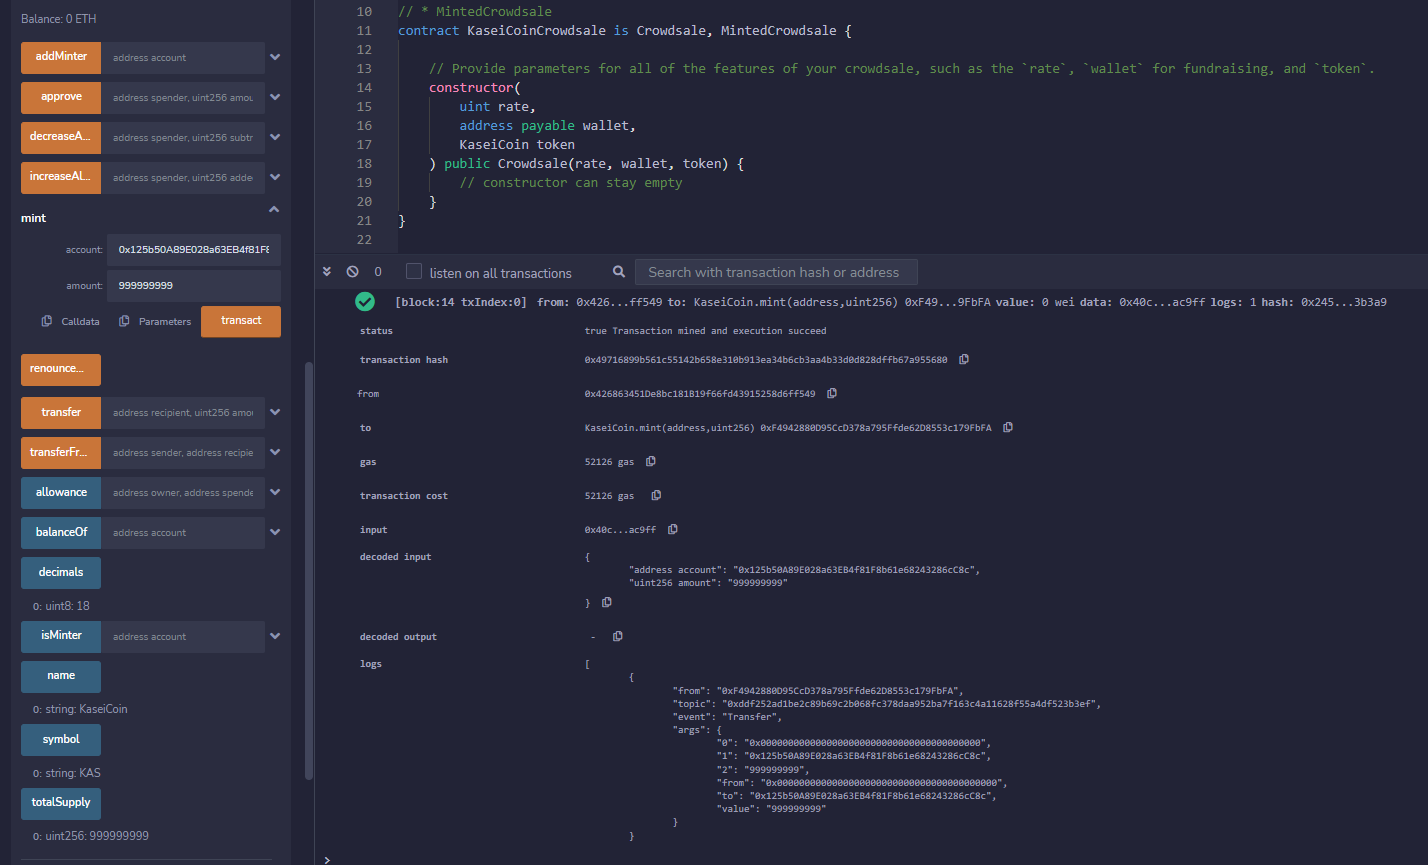 Balance: 0 ETH
addMinter address account
approve address spender, uint256 amou
decreaseA... address spender, uint256 subtr
increaseAl... address spender, uint256 adde
mint
account: 0x125b50A89E028a63EB4f81F8
amount: 999999999
Calldata Parameters transact
renounce...
transfer address recipient, uint256 amou
transferFr... address sender, address recipie
allowance address owner, address spende
balanceOf address account
decimals
0: uint8: 18
isMinter address account
name
0: string: KaseiCoin
symbol
0: string: KAS
totalSupply
0: uint256: 999999999
10 // * MintedCrowdsale
11 contract KaseiCoinCrowdsale is Crowdsale, MintedCrowdsale {
12
13 // Provide parameters for all of the features of your crowdsale, such as the `rate`, `wallet` for fundraising, and `token`.
14 constructor(
15 uint rate,
16 address payable wallet,
17 KaseiCoin token
18 ) public Crowdsale(rate, wallet, token) {
19 // constructor can stay empty
20 }
21 }
22
0 listen on all transactions Search with transaction hash or address
[block:14 txIndex:0] from: 0x426...ff549 to: KaseiCoin.mint(address,uint256) 0xF49...9FbFA value: 0 wei data: 0x40c...ac9ff logs: 1 hash: 0x245...3b3a9
status true Transaction mined and execution succeed
transaction hash 0x49716899b561c55142b658e310b913ea34b6cb3aa4b33d0d828dffb67a955680
from 0x426863451De8bc181B19f66fd43915258d6ff549
to KaseiCoin.mint(address,uint256) 0xF4942880D95CcD378a795Ffde62D8553c179FbFA
gas 52126 gas
transaction cost 52126 gas
input 0x40c...ac9ff
decoded input {
"address account": "0x125b50A89E028a63EB4f81F8b61e68243286cC8c",
"uint256 amount": "999999999"
}
decoded output -
logs [
{
"from": "0xF4942880D95CcD378a795Ffde62D8553c179FbFA",
"topic": "0xddf252ad1be2c89b69c2b068fc378daa952ba7f163c4a11628f55a4df523b3ef",
"event": "Transfer",
"args": {
"0": "0x0000000000000000000000000000000000000000",
"1": "0x125b50A89E028a63EB4f81F8b61e68243286cC8c",
"2": "999999999",
"from": "0x0000000000000000000000000000000000000000",
"to": "0x125b50A89E028a63EB4f81F8b61e68243286cC8c",
"value": "999999999"
}
}
>